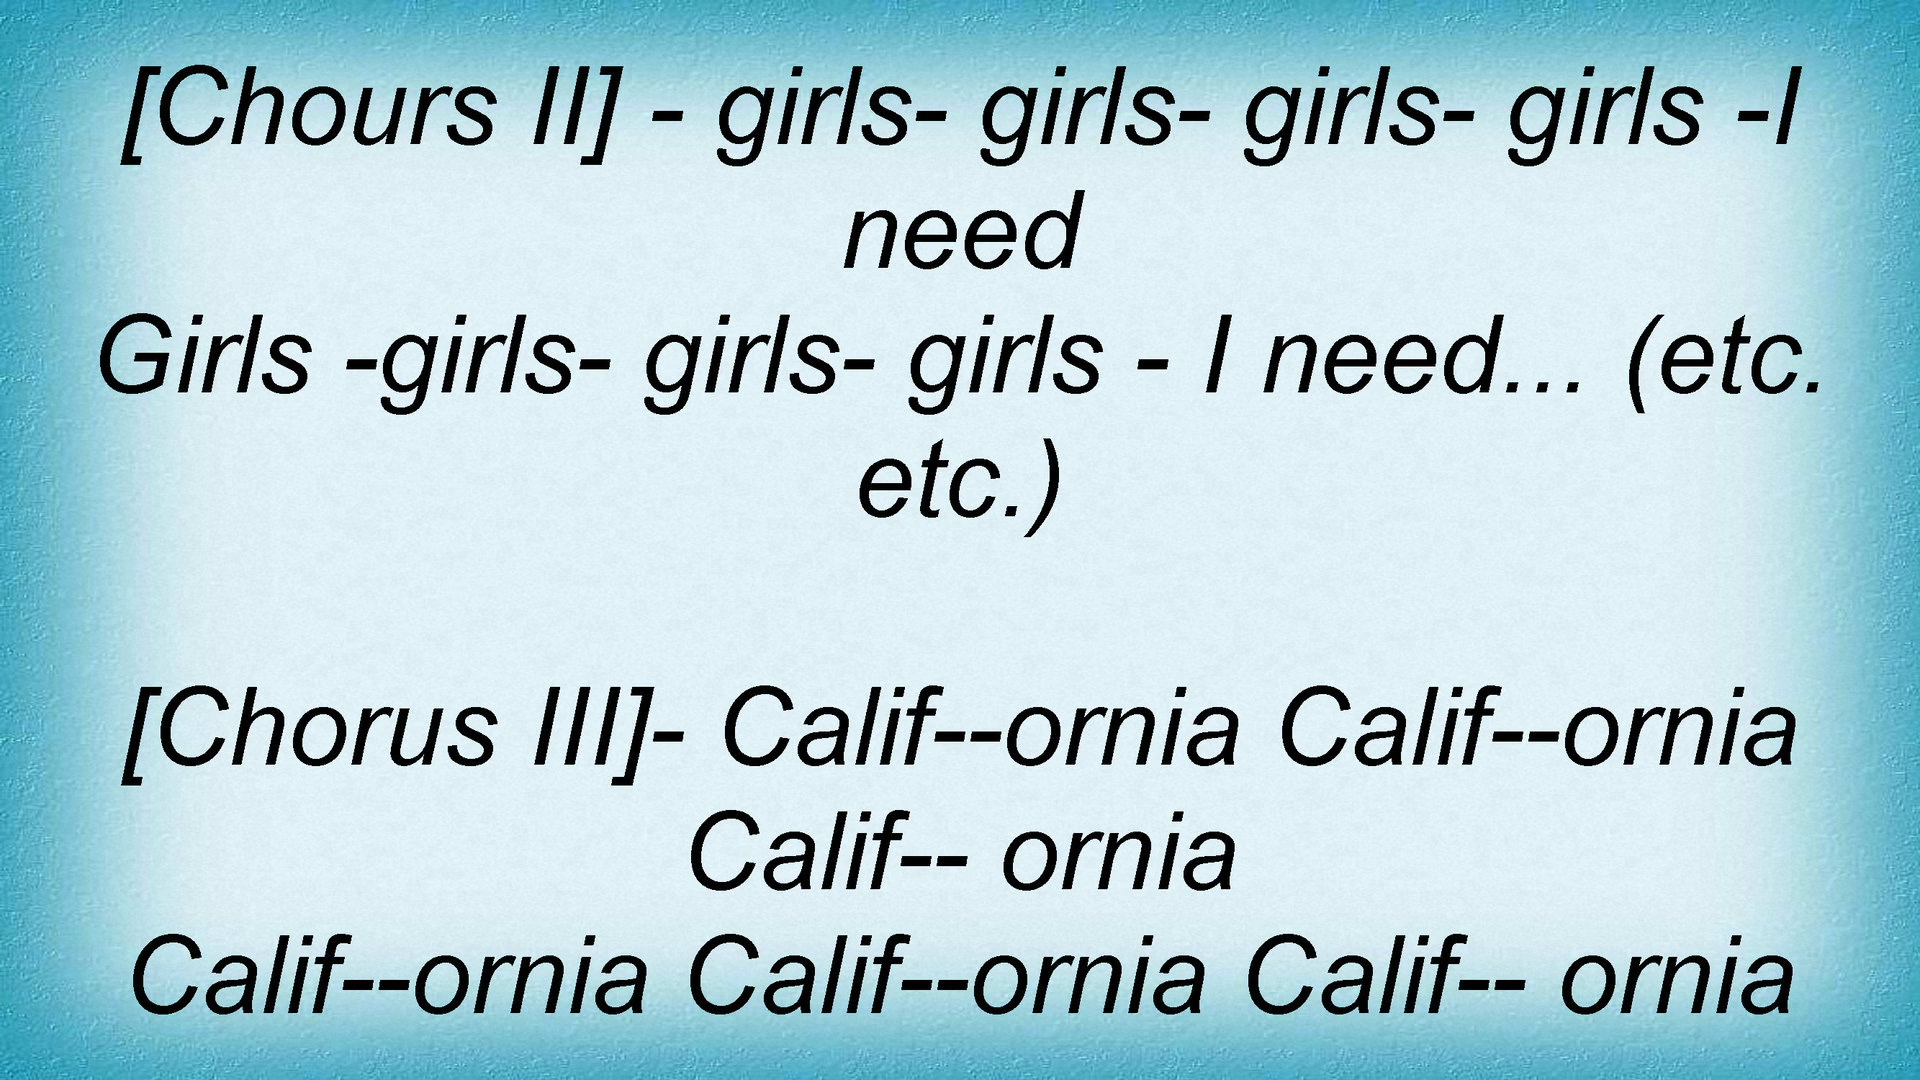 [Chours II] - girls- girls- girls- girls -I
need
Girls -girls- girls- girls - I need... (etc.
etc.)
[Chorus III]- Calif--ornia Calif--ornia
Calif-- ornia
Calif--ornia Calif--ornia Calif-- ornia